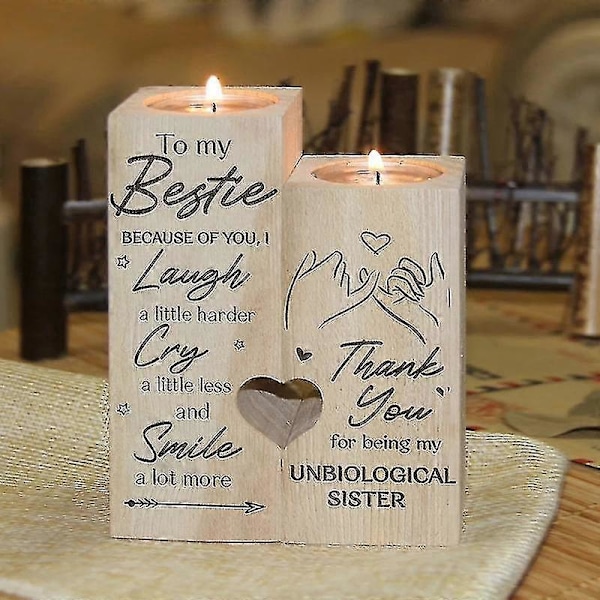 To my
Bestie
BECAUSE OF YOU, I
Laugh
a little harder
Cry
a little less
and
Smile
a lot more
Thank
You
for being my
UNBIOLOGICAL
SISTER